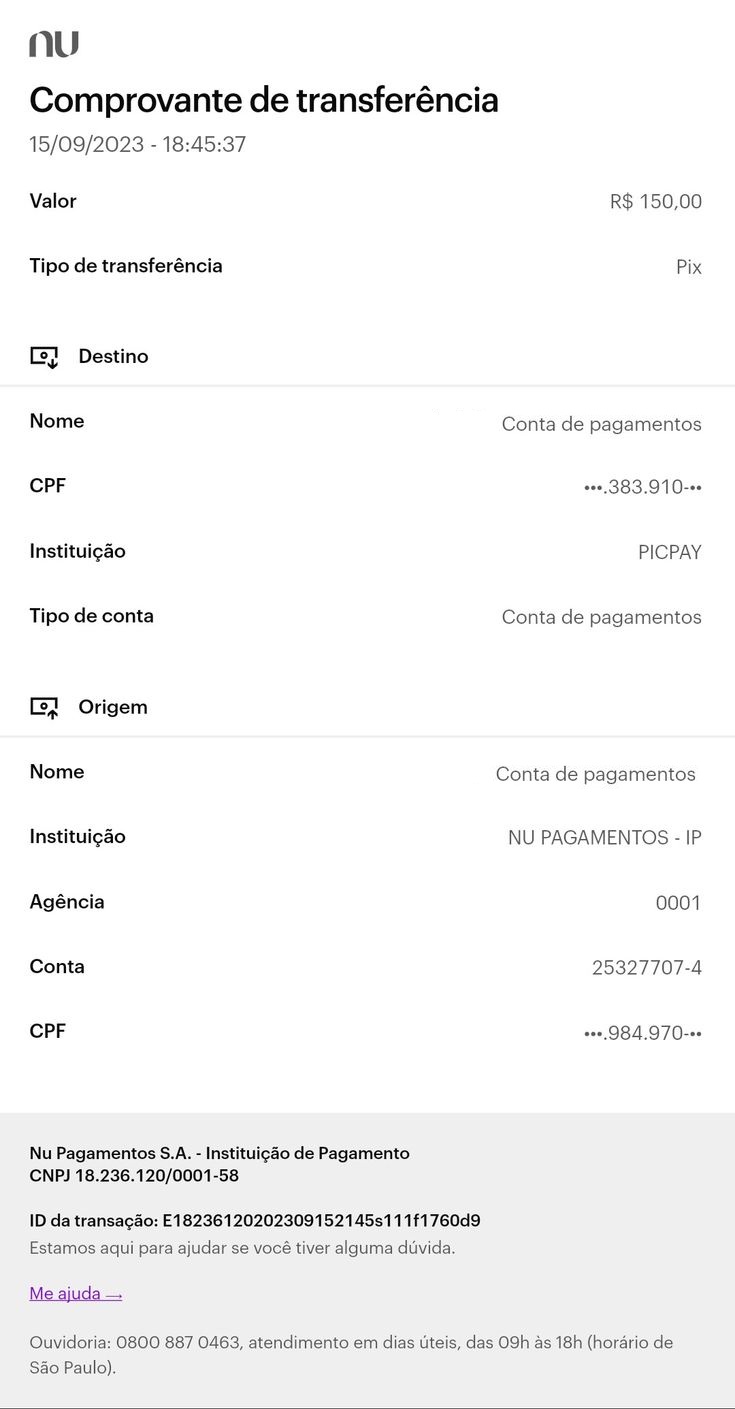 nu
Comprovante de transferência
15/09/2023 - 18:45:37
Valor R$ 150,00
Tipo de transferência Pix
Destino
Nome Conta de pagamentos
CPF •••.383.910-••
Instituição PICPAY
Tipo de conta Conta de pagamentos
Origem
Nome Conta de pagamentos
Instituição NU PAGAMENTOS - IP
Agência 0001
Conta 25327707-4
CPF •••.984.970-••
Nu Pagamentos S.A. - Instituição de Pagamento
CNPJ 18.236.120/0001-58
ID da transação: E18236120202309152145s111f1760d9
Estamos aqui para ajudar se você tiver alguma dúvida.
Me ajuda →
Ouvidoria: 0800 887 0463, atendimento em dias úteis, das 09h às 18h (horário de
São Paulo).